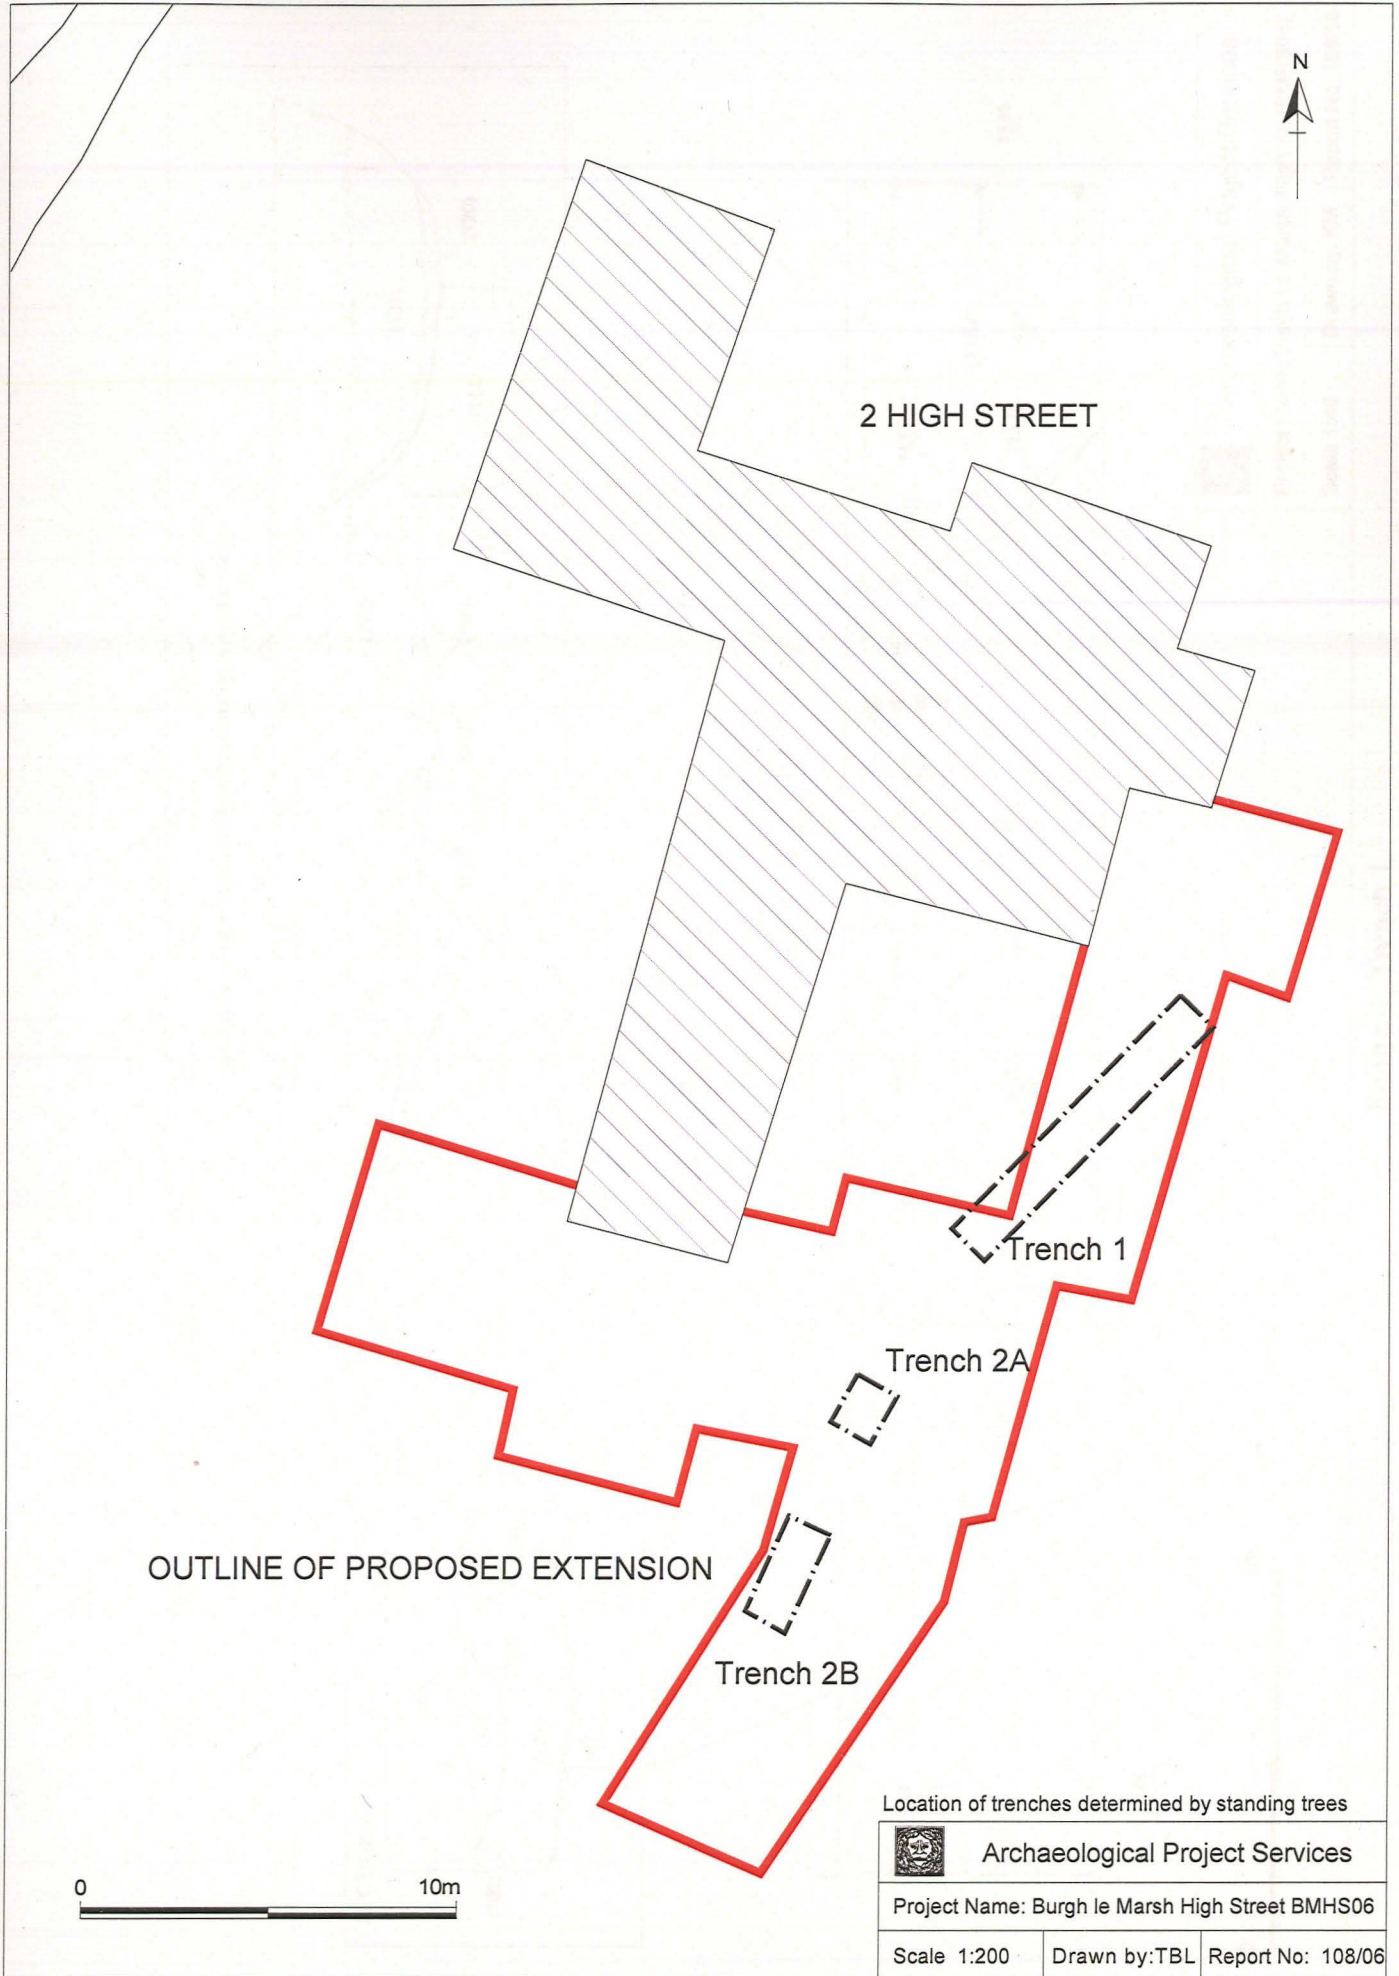 N
2 HIGH STREET
Trench 1
Trench 2A
OUTLINE OF PROPOSED EXTENSION
Trench 2B
Location of trenches determined by standing trees
Archaeological Project Services
Project Name: Burgh le Marsh High Street BMHS06
Scale 1:200
Drawn by:TBL
Report No: 108/06
0
10m